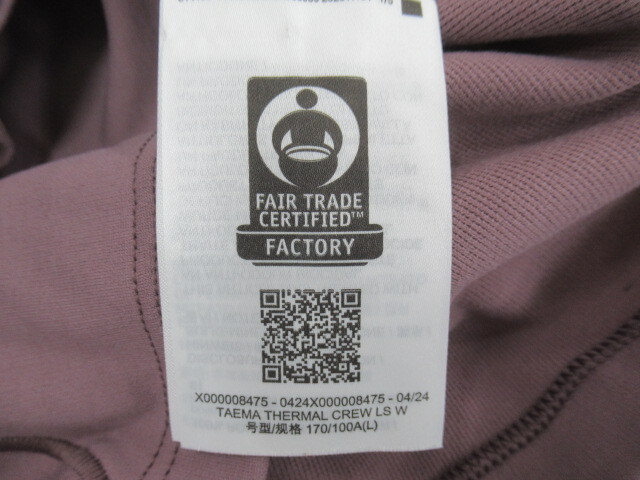 FAIR TRADE
CERTIFIED™
FACTORY
X000008475 - 0424X000008475 - 04/24
TAEMA THERMAL CREW LS W
号型/规格 170/100A(L)